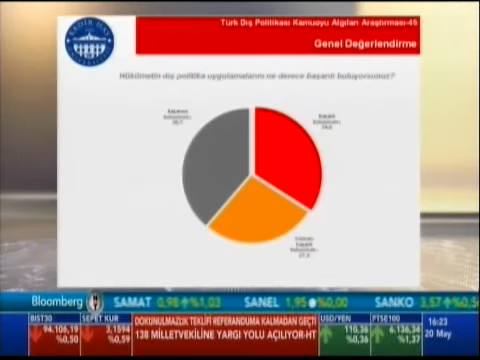 KADİR HAS
Türk Dış Politikası Kamuoyu Algıları Araştırması-45
Genel Değerlendirme
Hükümetin dış politika uygulamalarını ne derece başarılı buluyorsunuz?
Bloomberg HT
SAMAT 0,98 %1,03 SANEL 1,95 %0,00 SANKO 3,57
BIST30 SEPET KUR DOKUNULMAZLIK TEKLİFİ REFERANDUMA KALMADAN GEÇTİ USD/YEN FTSE100 16:23
94.106,19 3,1594 138 MİLLETVEKİLİNE YARGI YOLU AÇILIYOR-HT 110,36 6.136,34 20 May
%0,50 %0,59 %0,36 %1,37